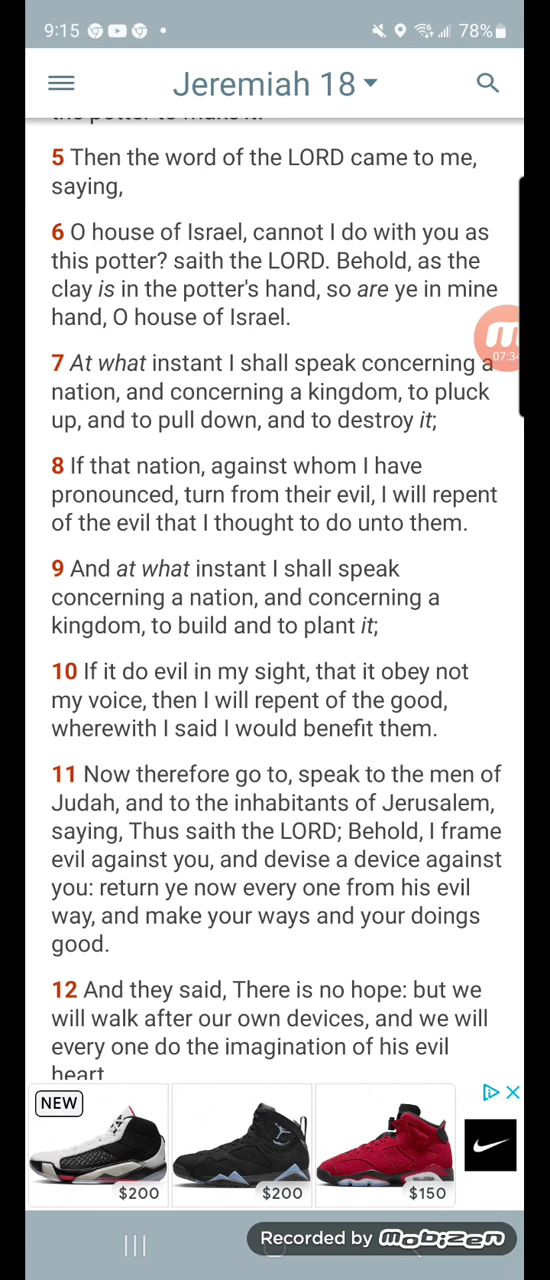 9:15
78%
Jeremiah 18
the potter to make it.
5 Then the word of the LORD came to me,
saying,
6 O house of Israel, cannot I do with you as
this potter? saith the LORD. Behold, as the
clay is in the potter's hand, so are ye in mine
hand, O house of Israel.
07:34
7 At what instant I shall speak concerning a
nation, and concerning a kingdom, to pluck
up, and to pull down, and to destroy it;
8 If that nation, against whom I have
pronounced, turn from their evil, I will repent
of the evil that I thought to do unto them.
9 And at what instant I shall speak
concerning a nation, and concerning a
kingdom, to build and to plant it;
10 If it do evil in my sight, that it obey not
my voice, then I will repent of the good,
wherewith I said I would benefit them.
11 Now therefore go to, speak to the men of
Judah, and to the inhabitants of Jerusalem,
saying, Thus saith the LORD; Behold, I frame
evil against you, and devise a device against
you: return ye now every one from his evil
way, and make your ways and your doings
good.
12 And they said, There is no hope: but we
will walk after our own devices, and we will
every one do the imagination of his evil
heart
NEW
$200
$200
$150
Recorded by Mobizen